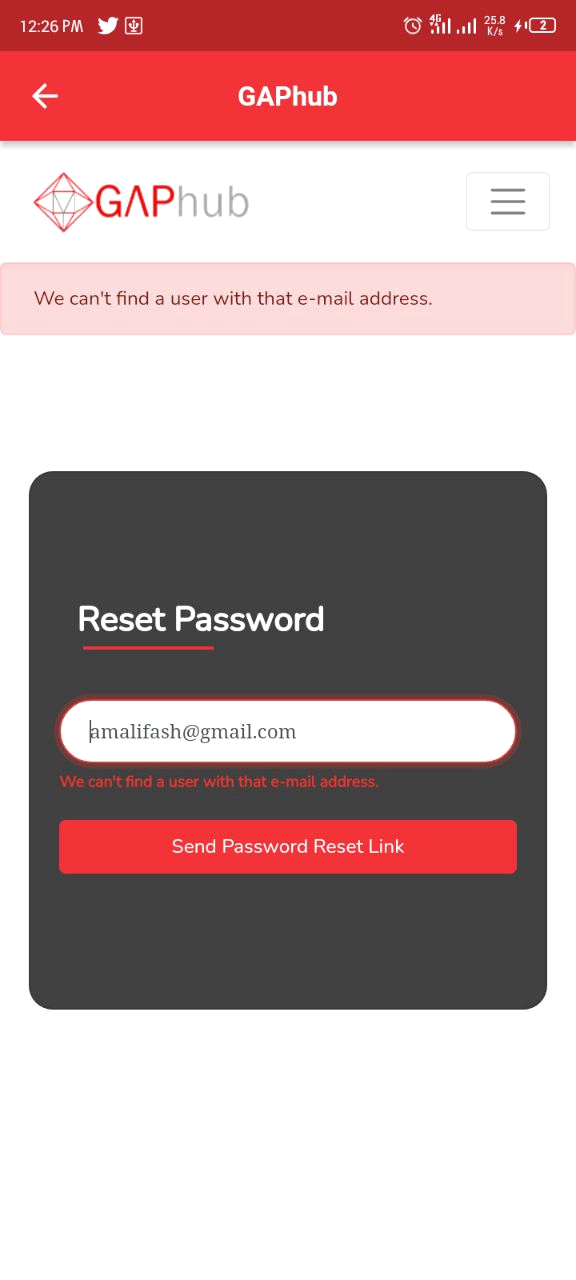 12:26 PM 4G 25.8 K/s 2
GAPhub
GAPhub
We can't find a user with that e-mail address.
Reset Password
amalifash@gmail.com
We can't find a user with that e-mail address.
Send Password Reset Link